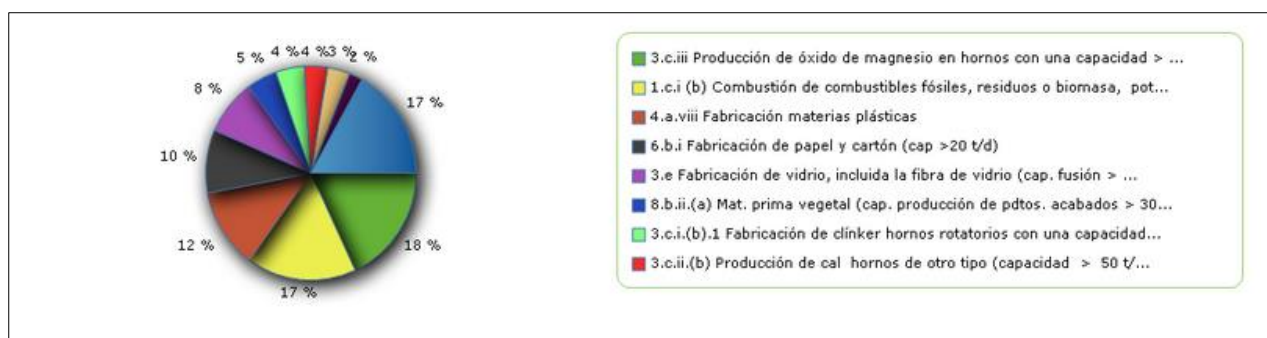 4 % 4 % 3 % 2 %
5 %
17 %
8 %
10 %
12 %
18 %
17 %
3.c.iii Producción de óxido de magnesio en hornos con una capacidad > ...
1.c.i (b) Combustión de combustibles fósiles, residuos o biomasa, pot...
4.a.viii Fabricación materias plásticas
6.b.i Fabricación de papel y cartón (cap >20 t/d)
3.e Fabricación de vidrio, incluida la fibra de vidrio (cap. fusión > ...
8.b.ii.(a) Mat. prima vegetal (cap. producción de pdtos. acabados > 30...
3.c.i.(b).1 Fabricación de clínker hornos rotatorios con una capacidad...
3.c.ii.(b) Producción de cal hornos de otro tipo (capacidad > 50 t/...